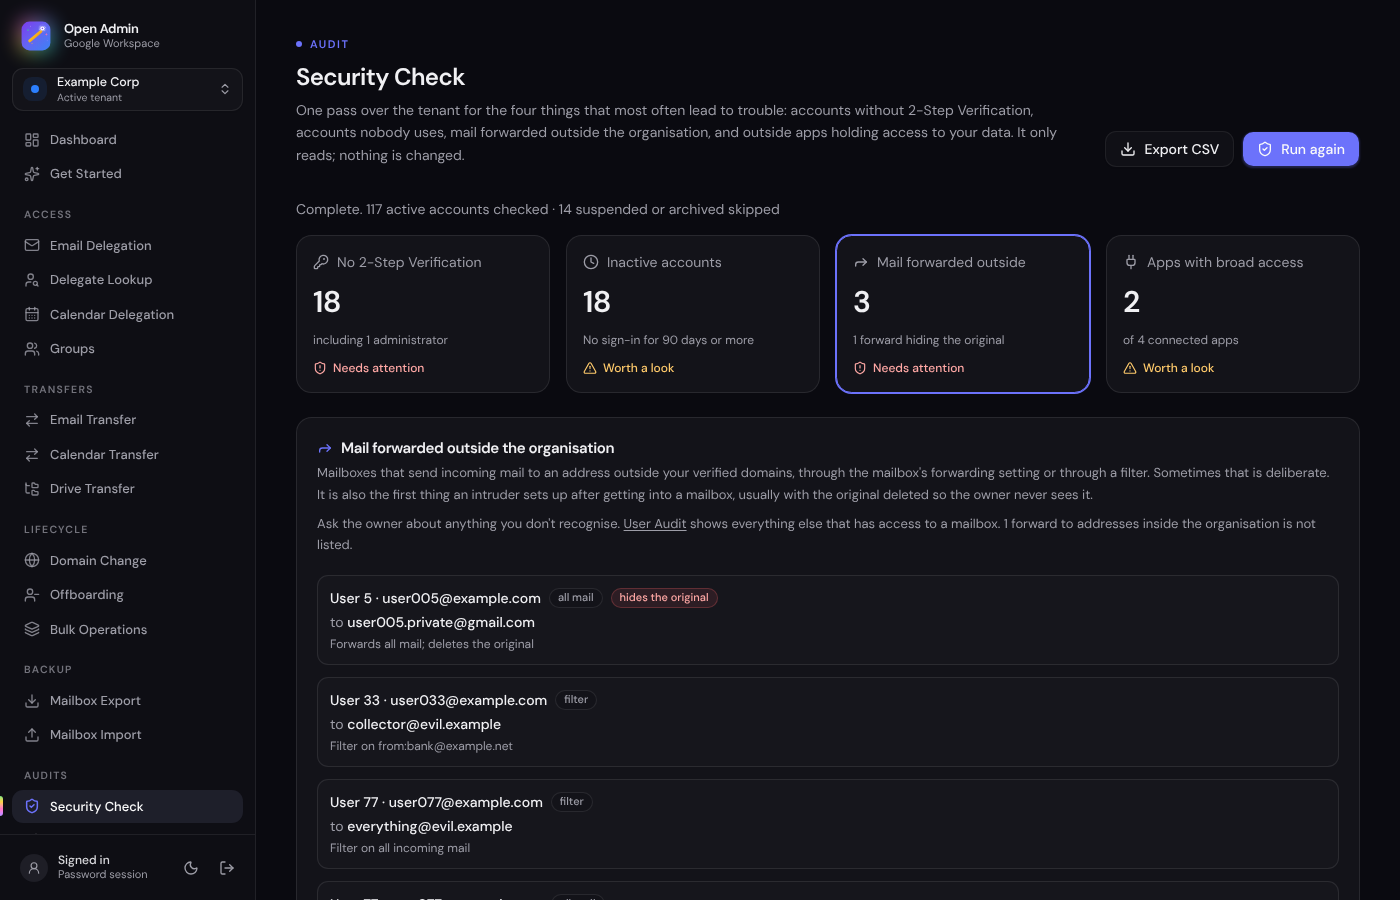 Open Admin
Google Workspace
Example Corp
Active tenant
Dashboard
Get Started
ACCESS
Email Delegation
Delegate Lookup
Calendar Delegation
Groups
TRANSFERS
Email Transfer
Calendar Transfer
Drive Transfer
LIFECYCLE
Domain Change
Offboarding
Bulk Operations
BACKUP
Mailbox Export
Mailbox Import
AUDITS
Security Check
Signed in
Password session
AUDIT
Security Check
One pass over the tenant for the four things that most often lead to trouble: accounts without 2-Step Verification,
accounts nobody uses, mail forwarded outside the organisation, and outside apps holding access to your data. It only
reads; nothing is changed.
Export CSV
Run again
Complete. 117 active accounts checked · 14 suspended or archived skipped
No 2-Step Verification
18
including 1 administrator
Needs attention
Inactive accounts
18
No sign-in for 90 days or more
Worth a look
Mail forwarded outside
3
1 forward hiding the original
Needs attention
Apps with broad access
2
of 4 connected apps
Worth a look
Mail forwarded outside the organisation
Mailboxes that send incoming mail to an address outside your verified domains, through the mailbox's forwarding setting or through a filter. Sometimes that is deliberate.
It is also the first thing an intruder sets up after getting into a mailbox, usually with the original deleted so the owner never sees it.
Ask the owner about anything you don't recognise. User Audit shows everything else that has access to a mailbox. 1 forward to addresses inside the organisation is not
listed.
User 5 · user005@example.com all mail hides the original
to user005.private@gmail.com
Forwards all mail; deletes the original
User 33 · user033@example.com filter
to collector@evil.example
Filter on from:bank@example.net
User 77 · user077@example.com filter
to everything@evil.example
Filter on all incoming mail